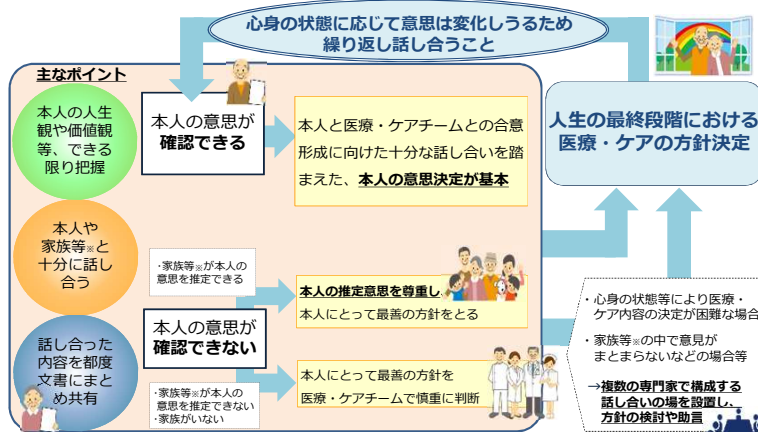 心身の状態に応じて意思は変化しうるため
繰り返し話し合うこと
主なポイント
本人の人生
観や価値観
等、できる
限り把握
本人や
家族等※と
十分に話し
合う
話し合った
内容を都度
文書にまと
め共有
本人の意思が
確認できる
本人と医療・ケアチームとの合意
形成に向けた十分な話し合いを踏
まえた、本人の意思決定が基本
・家族等※が本人の
意思を推定できる
本人の意思が
確認できない
・家族等※が本人の
意思を推定できない
・家族がいない
本人の推定意思を尊重し、
本人にとって最善の方針をとる
本人にとって最善の方針を
医療・ケアチームで慎重に判断
人生の最終段階における
医療・ケアの方針決定
・心身の状態等により医療・
ケア内容の決定が困難な場合
・家族等※の中で意見が
まとまらないなどの場合等
→複数の専門家で構成する
話し合いの場を設置し、
方針の検討や助言